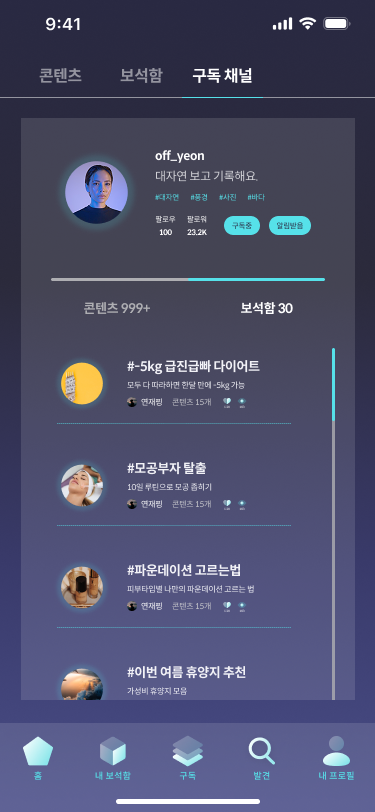 9:41
콘텐츠 보석함 구독 채널
off_yeon
대자연 보고 기록해요.
#대자연 #풍경 #사진 #바다
팔로우 팔로워 구독중 알림받음
100 23.2K
콘텐츠 999+ 보석함 30
#-5kg 급진급빠 다이어트
모두 다 따라하면 한달 만에 -5kg 가능
연재핑 콘텐츠 15개
#모공부자 탈출
10일 루틴으로 모공 좁히기
연재핑 콘텐츠 15개
#파운데이션 고르는법
피부타입별 나만의 파운데이션 고르는 법
연재핑 콘텐츠 15개
#이번 여름 휴양지 추천
가성비 휴양지 모음
홈 내 보석함 구독 발견 내 프로필